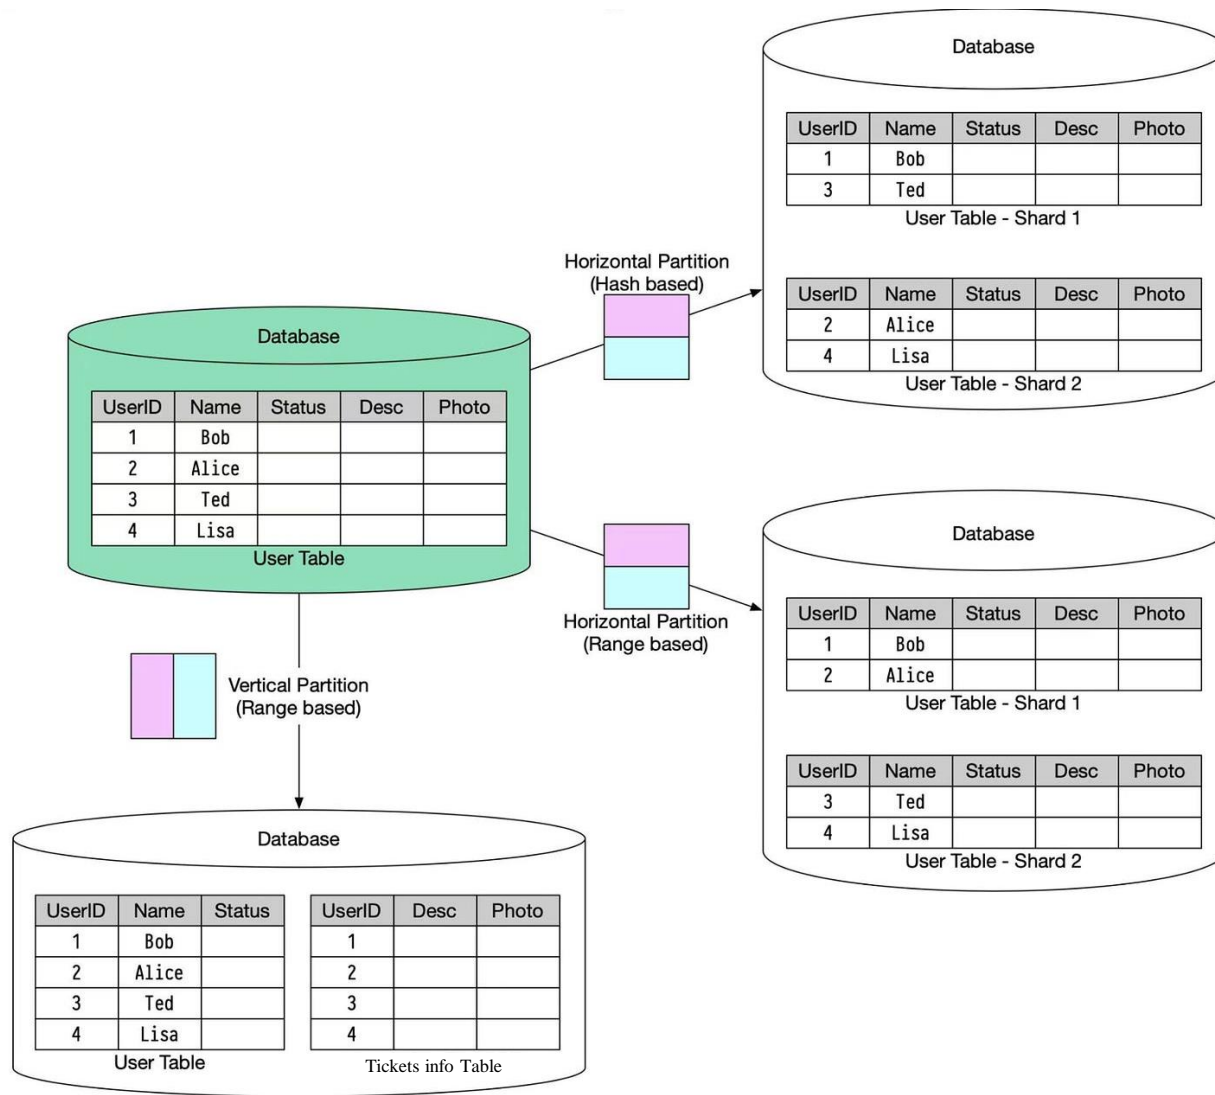 Database
UserID Name Status Desc Photo
1 Bob
3 Ted
User Table - Shard 1
UserID Name Status Desc Photo
2 Alice
4 Lisa
User Table - Shard 2
Horizontal Partition
(Hash based)
Database
UserID Name Status Desc Photo
1 Bob
2 Alice
3 Ted
4 Lisa
User Table
Horizontal Partition
(Range based)
Database
UserID Name Status Desc Photo
1 Bob
2 Alice
User Table - Shard 1
UserID Name Status Desc Photo
3 Ted
4 Lisa
User Table - Shard 2
Vertical Partition
(Range based)
Database
UserID Name Status
1 Bob
2 Alice
3 Ted
4 Lisa
User Table
UserID Desc Photo
1
2
3
4
Tickets info Table